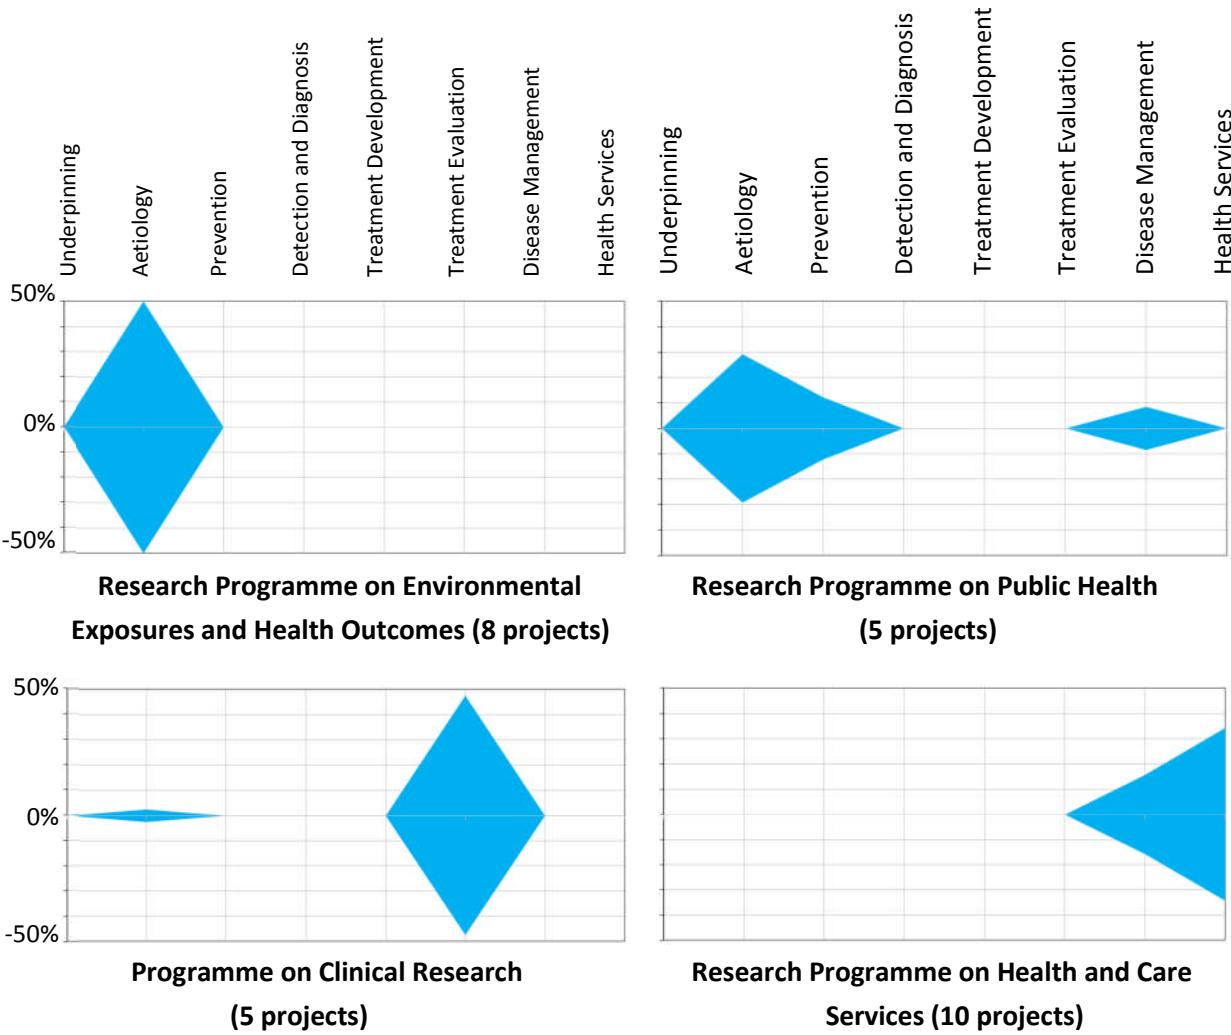 Underpinning
Aetiology
Prevention
Detection and Diagnosis
Treatment Development
Treatment Evaluation
Disease Management
Health Services
Underpinning
Aetiology
Prevention
Detection and Diagnosis
Treatment Development
Treatment Evaluation
Disease Management
Health Services
50%
0%
-50%
Research Programme on Environmental
Exposures and Health Outcomes (8 projects)
Research Programme on Public Health
(5 projects)
50%
0%
-50%
Programme on Clinical Research
(5 projects)
Research Programme on Health and Care
Services (10 projects)